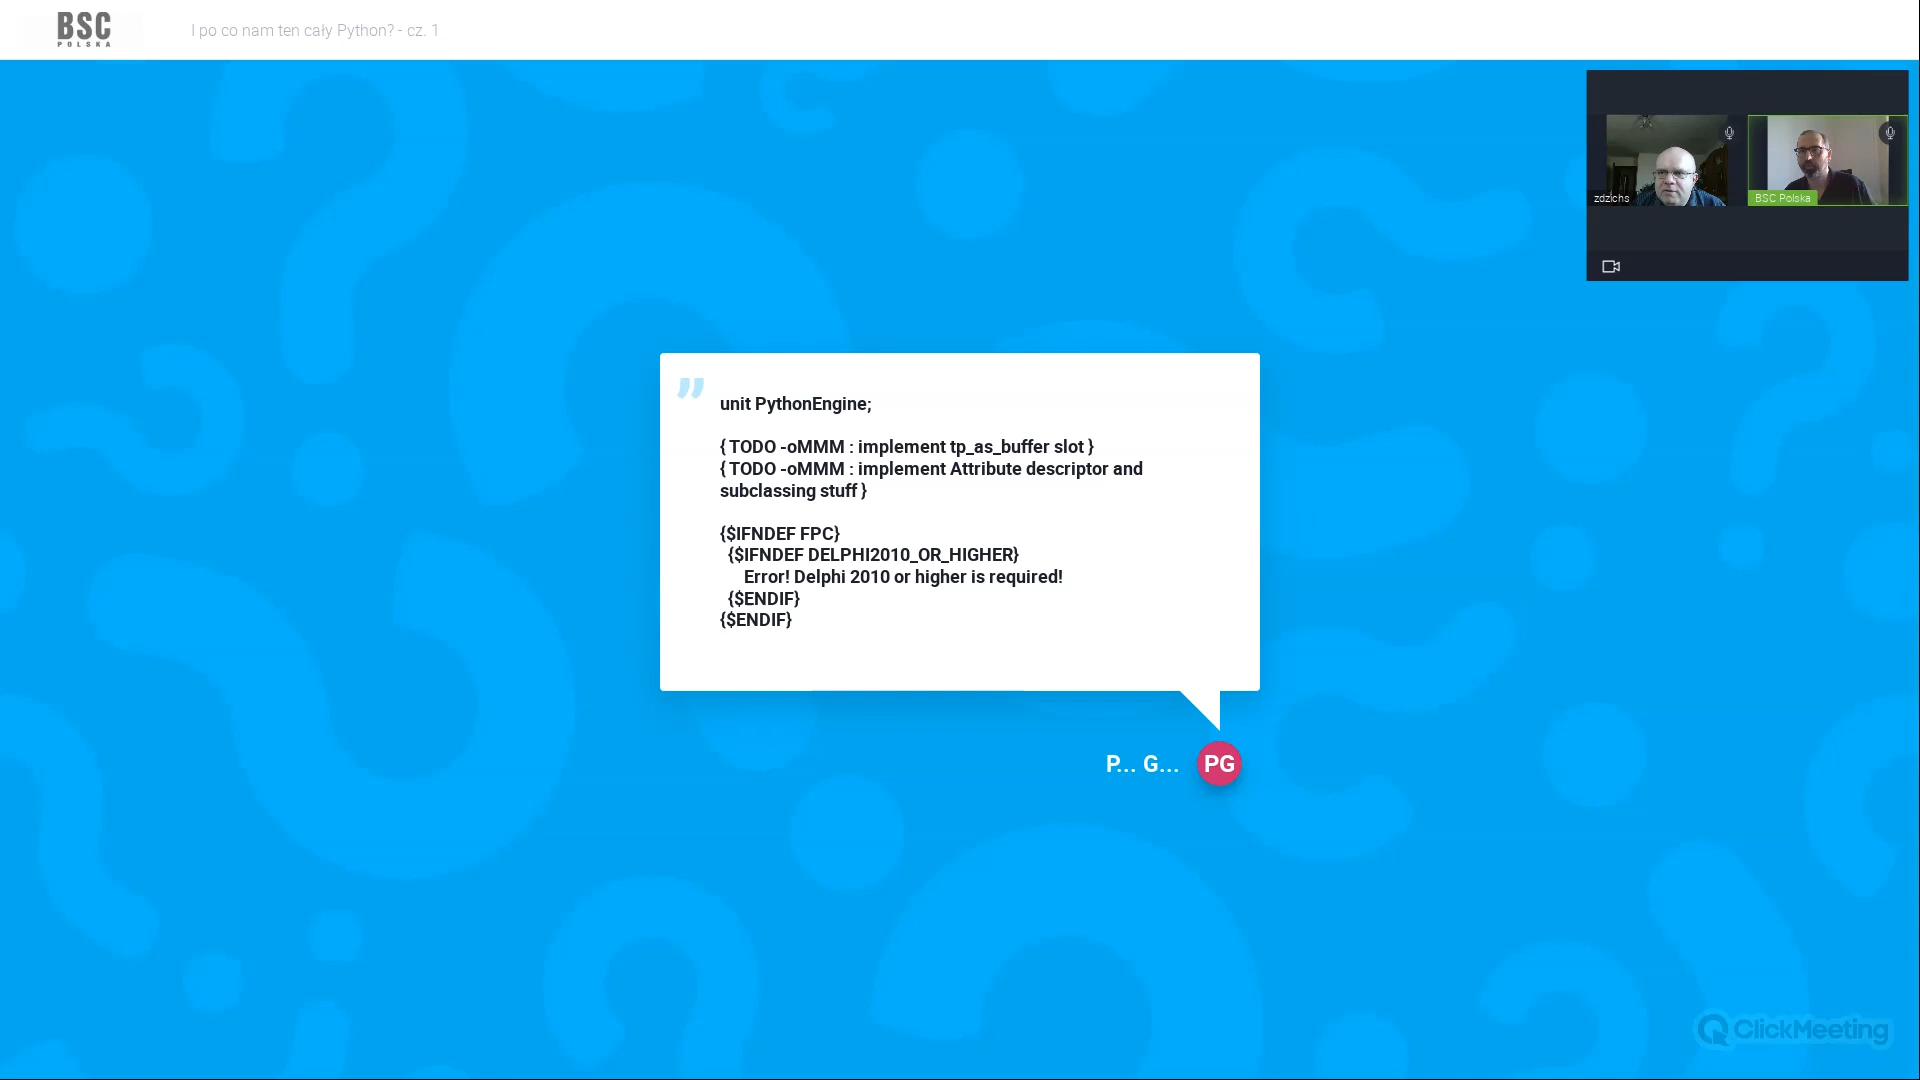 BSC
POLSKA
I po co nam ten cały Python? - cz. 1
zdzichs
BSC Polska
”
unit PythonEngine;
{ TODO -oMMM : implement tp_as_buffer slot }
{ TODO -oMMM : implement Attribute descriptor and
subclassing stuff }
{$IFNDEF FPC}
{$IFNDEF DELPHI2010_OR_HIGHER}
Error! Delphi 2010 or higher is required!
{$ENDIF}
{$ENDIF}
P... G...
PG
ClickMeeting